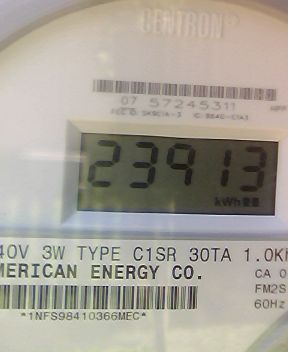 CENTRON
07 57245311
23913
kWh
40V 3W TYPE C1SR 30TA 1.0K
MERICAN ENERGY CO.
CA 0
FM2S
60Hz
*1NFS98410366MEC*